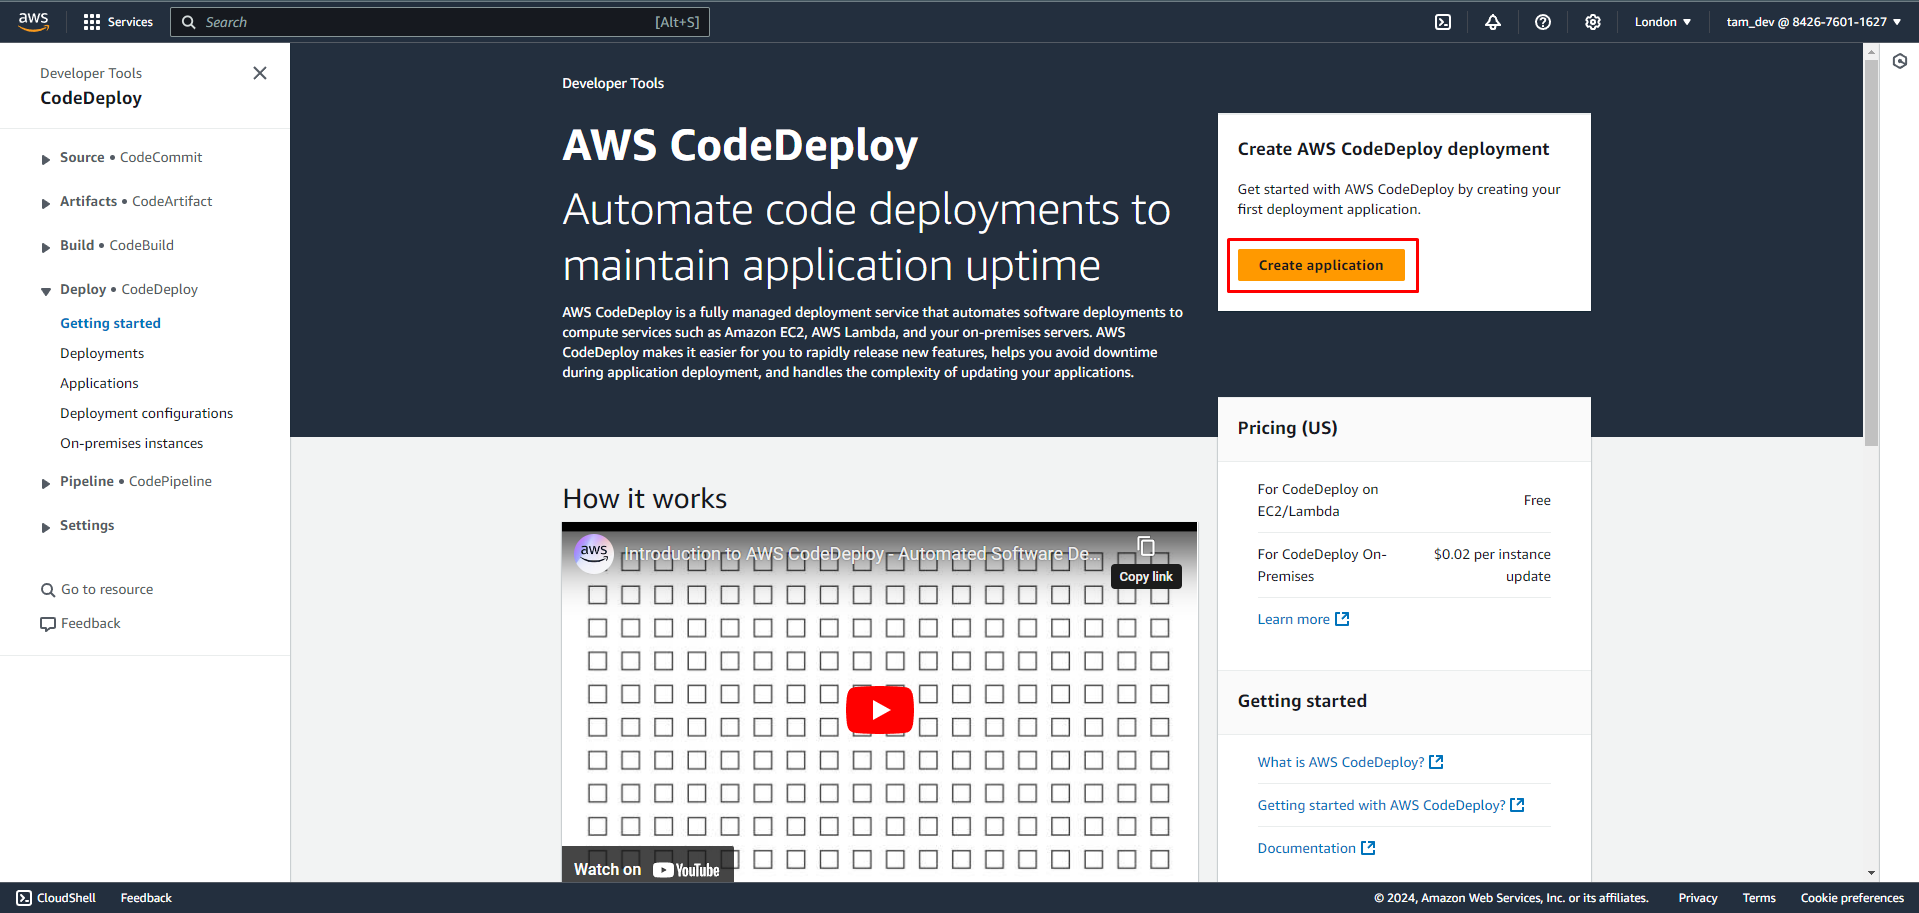 aws
Services
Search
[Alt+S]
London
tam_dev @ 8426-7601-1627
Developer Tools
CodeDeploy
Source • CodeCommit
Artifacts • CodeArtifact
Build • CodeBuild
Deploy • CodeDeploy
Getting started
Deployments
Applications
Deployment configurations
On-premises instances
Pipeline • CodePipeline
Settings
Go to resource
Feedback
Developer Tools
AWS CodeDeploy
Automate code deployments to
maintain application uptime
AWS CodeDeploy is a fully managed deployment service that automates software deployments to
compute services such as Amazon EC2, AWS Lambda, and your on-premises servers. AWS
CodeDeploy makes it easier for you to rapidly release new features, helps you avoid downtime
during application deployment, and handles the complexity of updating your applications.
Create AWS CodeDeploy deployment
Get started with AWS CodeDeploy by creating your
first deployment application.
Create application
How it works
aws
Introduction to AWS CodeDeploy - Automated Software De...
Copy link
Watch on YouTube
Pricing (US)
For CodeDeploy on
EC2/Lambda
Free
For CodeDeploy On-
Premises
$0.02 per instance
update
Learn more
Getting started
What is AWS CodeDeploy?
Getting started with AWS CodeDeploy?
Documentation
CloudShell
Feedback
© 2024, Amazon Web Services, Inc. or its affiliates.
Privacy
Terms
Cookie preferences